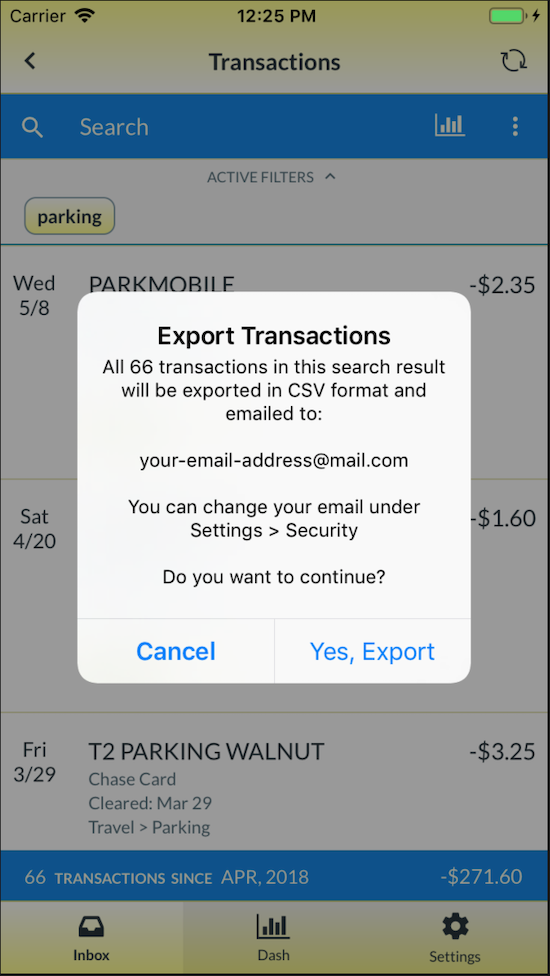 Carrier 12:25 PM
Transactions
Search
ACTIVE FILTERS
parking
Wed PARKMOBILE -$2.35
5/8
Export Transactions
All 66 transactions in this search result
will be exported in CSV format and
emailed to:
your-email-address@mail.com
You can change your email under
Settings > Security
Do you want to continue?
Cancel Yes, Export
Sat -$1.60
4/20
Fri T2 PARKING WALNUT -$3.25
3/29
Chase Card
Cleared: Mar 29
Travel > Parking
66 TRANSACTIONS SINCE APR, 2018 -$271.60
Inbox Dash Settings